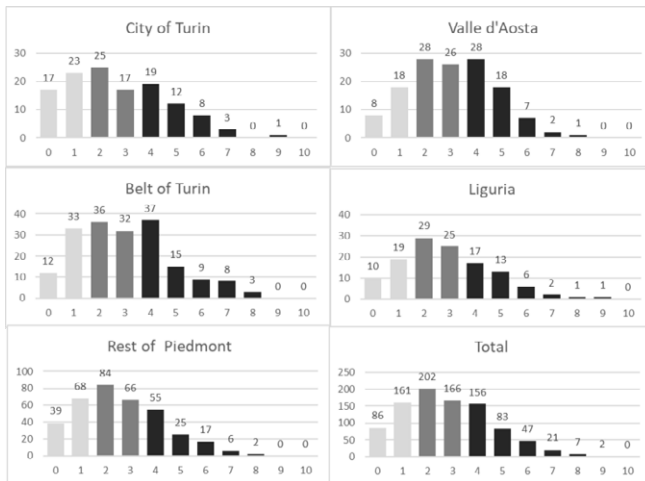 City of Turin
30
20
10
0
17 23 25 17 19 12 8 3 0 1 0
0 1 2 3 4 5 6 7 8 9 10
Valle d'Aosta
30
20
10
0
8 18 28 26 28 18 7 2 1 0 0
0 1 2 3 4 5 6 7 8 9 10
Belt of Turin
40
30
20
10
0
12 33 36 32 37 15 9 8 3 0 0
0 1 2 3 4 5 6 7 8 9 10
Liguria
40
30
20
10
0
10 19 29 25 17 13 6 2 1 1 0
0 1 2 3 4 5 6 7 8 9 10
Rest of Piedmont
100
80
60
40
20
0
39 68 84 66 55 25 17 6 2 0 0
0 1 2 3 4 5 6 7 8 9 10
Total
250
200
150
100
50
0
86 161 202 166 156 83 47 21 7 2 0
0 1 2 3 4 5 6 7 8 9 10